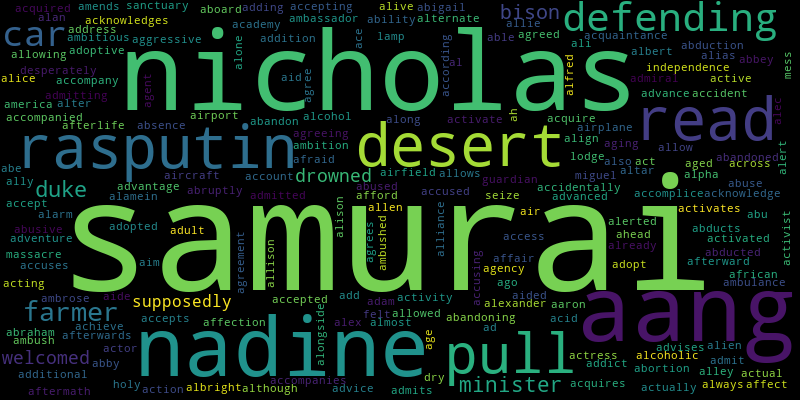 acquired amends sanctuary aboard adding accepting alive abigail bison defending
alan acknowledges academy ambassador ability alternate allie
car address ambitious aggressive addition lamp ace able agreed acquaintance
nicholas
allowing adoptive alone according al ali albert abduction alias abbey mess
alice desperately accompany agent aid agree alfred independence admiral active
america admitting alter airport abandon alcohol ah acquire advance accident
accompanied afterlife absence agreeing along activate airplane read alec
rasputin ambition desert align aging allow abandoned alert
abe aircraft account afraid airfield allows lodge also act aged across
ally duke advantage abruptly admitted drowned abused accused guardian miguel altar alpha abuse
accept alamein afford seize accidentally advanced accomplice acknowledge
alarm adopted alison allen air activates abu
abusive adventure adult samurai agrees ambushed alliance access alerted ahead already abducts activated activist
massacre accuses aim agreement allison affair agency accusing adopt abducted afterward
acting african ambulance
ambrose aide supposedly accepted add adam activity ago alexander aided aaron aang
farmer achieve accepts affection alongside felt allowed abandoning ad acid
abraham afterwards alex almost
ambush actor nadine age pull advises alien
welcomed abby actress alcoholic admit
additional accompanies dry minister addict abortion alley actual
holy action albright although advice admits acquires actually always affect
aftermath